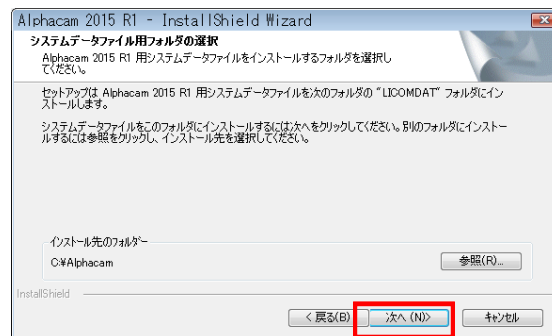 Alphacam 2015 R1 - InstallShield Wizard
システムデータファイル用フォルダの選択
Alphacam 2015 R1 用システムデータファイルをインストールするフォルダを選択し
てください。
セットアップは Alphacam 2015 R1 用システムデータファイルを次のフォルダの "LICOMDAT" フォルダにイン
ストールします。
システムデータファイルをこのフォルダにインストールするには次へをクリックしてください。別のフォルダにインストー
ルするには参照をクリックし、インストール先を選択してください。
インストール先のフォルダー
C:¥Alphacam
参照(R)...
InstallShield
< 戻る(B)
次へ (N)>
キャンセル